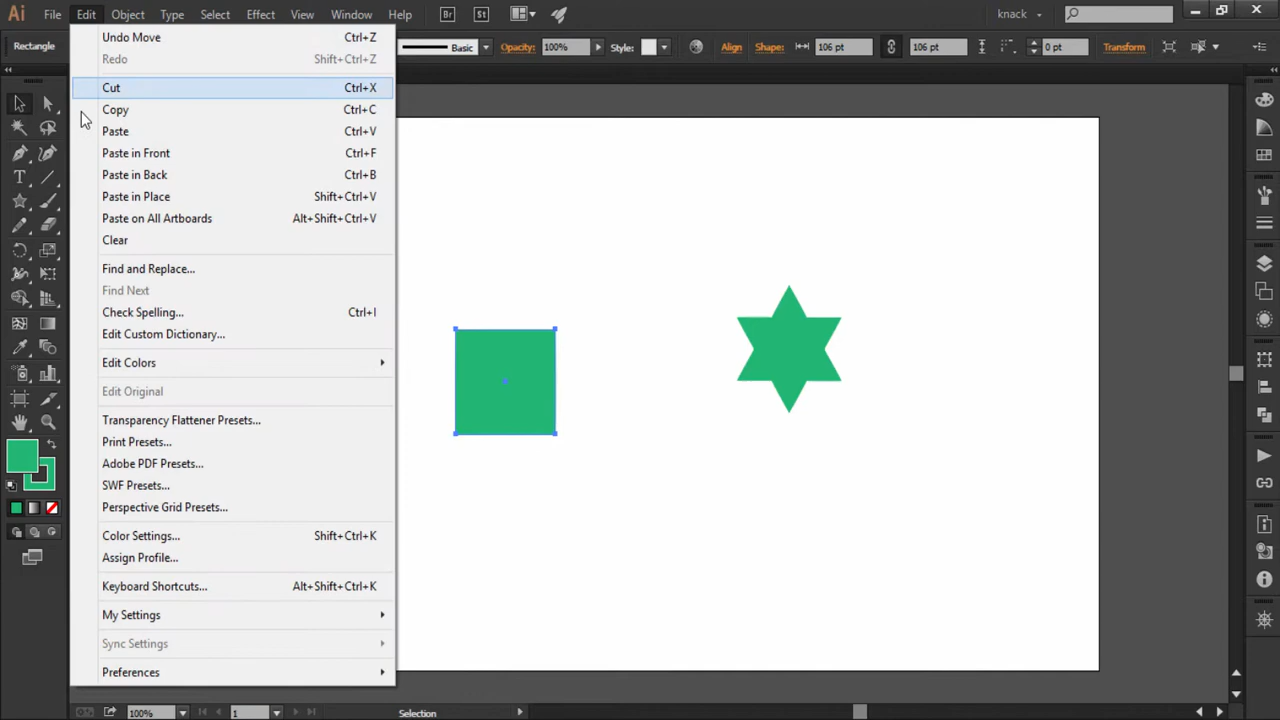 Ai File Edit Object Type Select Effect View Window Help Br St knack
Rectangle Basic Opacity: 100% Style: Align Shape: 106 pt 106 pt 0 pt Transform
Undo Move Ctrl+Z
Redo Shift+Ctrl+Z
Cut Ctrl+X
Copy Ctrl+C
Paste Ctrl+V
Paste in Front Ctrl+F
Paste in Back Ctrl+B
Paste in Place Shift+Ctrl+V
Paste on All Artboards Alt+Shift+Ctrl+V
Clear
Find and Replace...
Find Next
Check Spelling... Ctrl+I
Edit Custom Dictionary...
Edit Colors
Edit Original
Transparency Flattener Presets...
Print Presets...
Adobe PDF Presets...
SWF Presets...
Perspective Grid Presets...
Color Settings... Shift+Ctrl+K
Assign Profile...
Keyboard Shortcuts... Alt+Shift+Ctrl+K
My Settings
Sync Settings
Preferences
100% 1 Selection